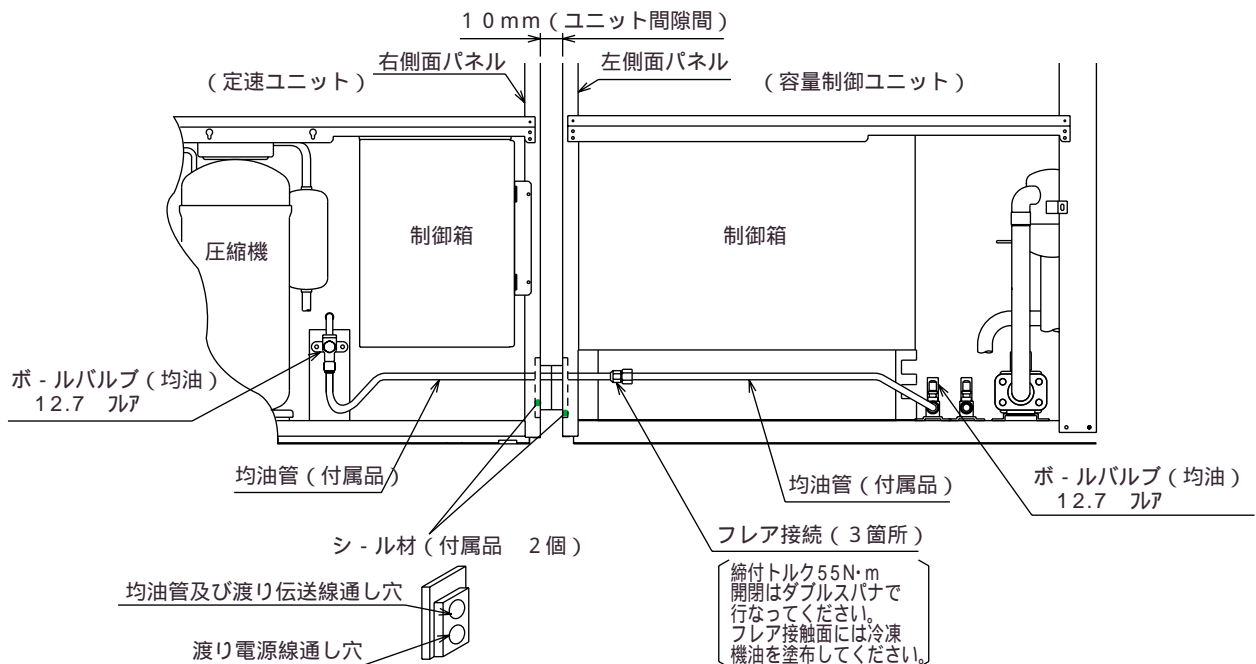 １０mm（ユニット間隙間）
右側面パネル
左側面パネル
（定速ユニット）
（容量制御ユニット）
圧縮機
制御箱
制御箱
ボ-ルバルブ（均油）
12.7 フレア
均油管（付属品）
均油管（付属品）
ボ-ルバルブ（均油）
12.7 フレア
シ-ル材（付属品　２個）
フレア接続（３箇所）
締付トルク55N･m
開閉はダブルスパナで
行なってください。
フレア接触面には冷凍
機油を塗布してください。
均油管及び渡り伝送線通し穴
渡り電源線通し穴